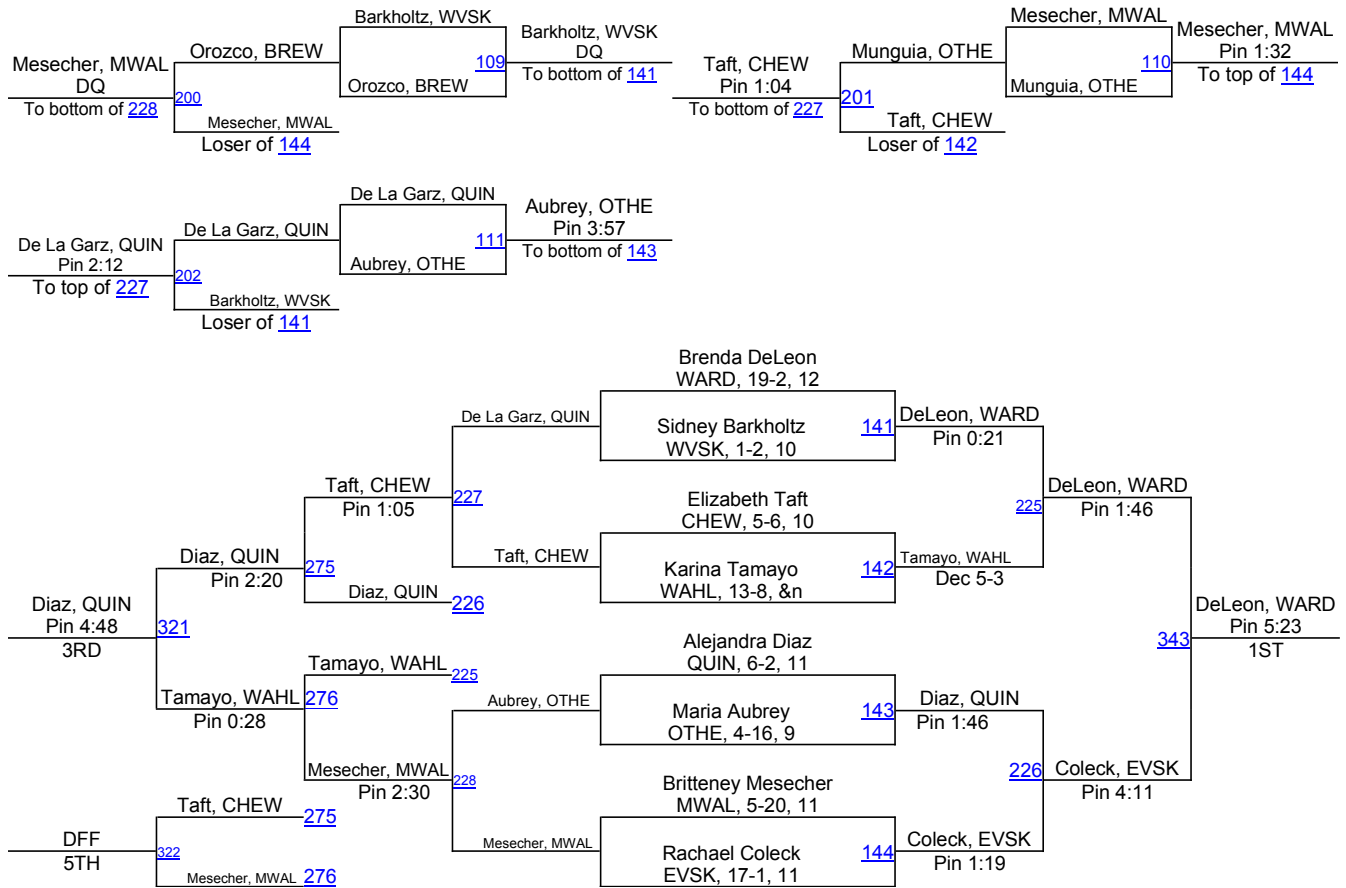 Barkholtz, WVSK
Orozco, BREW
109
Orozco, BREW
Barkholtz, WVSK
DQ
To bottom of 141
Mesecher, MWAL
DQ
To bottom of 228
200
Mesecher, MWAL
Loser of 144
Taft, CHEW
Pin 1:04
To bottom of 227
Munguia, OTHE
201
Taft, CHEW
Loser of 142
Mesecher, MWAL
110
Munguia, OTHE
Mesecher, MWAL
Pin 1:32
To top of 144
De La Garz, QUIN
Pin 2:12
To top of 227
De La Garz, QUIN
202
Barkholtz, WVSK
Loser of 141
De La Garz, QUIN
111
Aubrey, OTHE
Aubrey, OTHE
Pin 3:57
To bottom of 143
Brenda DeLeon
WARD, 19-2, 12
De La Garz, QUIN
Sidney Barkholtz
WVSK, 1-2, 10
141
DeLeon, WARD
Pin 0:21
Taft, CHEW
Pin 1:05
227
Elizabeth Taft
CHEW, 5-6, 10
225
DeLeon, WARD
Pin 1:46
Diaz, QUIN
Pin 2:20
275
Taft, CHEW
Karina Tamayo
WAHL, 13-8, &n
142
Tamayo, WAHL
Dec 5-3
Diaz, QUIN
226
Diaz, QUIN
Pin 4:48
3RD
321
DeLeon, WARD
Pin 5:23
1ST
343
Alejandra Diaz
QUIN, 6-2, 11
Tamayo, WAHL
225
Tamayo, WAHL
Pin 0:28
276
Aubrey, OTHE
Maria Aubrey
OTHE, 4-16, 9
143
Diaz, QUIN
Pin 1:46
Mesecher, MWAL
Pin 2:30
228
Britteney Mesecher
MWAL, 5-20, 11
226
Coleck, EVSK
Pin 4:11
Taft, CHEW
275
DFF
5TH
322
Mesecher, MWAL
276
Mesecher, MWAL
Rachael Coleck
EVSK, 17-1, 11
144
Coleck, EVSK
Pin 1:19